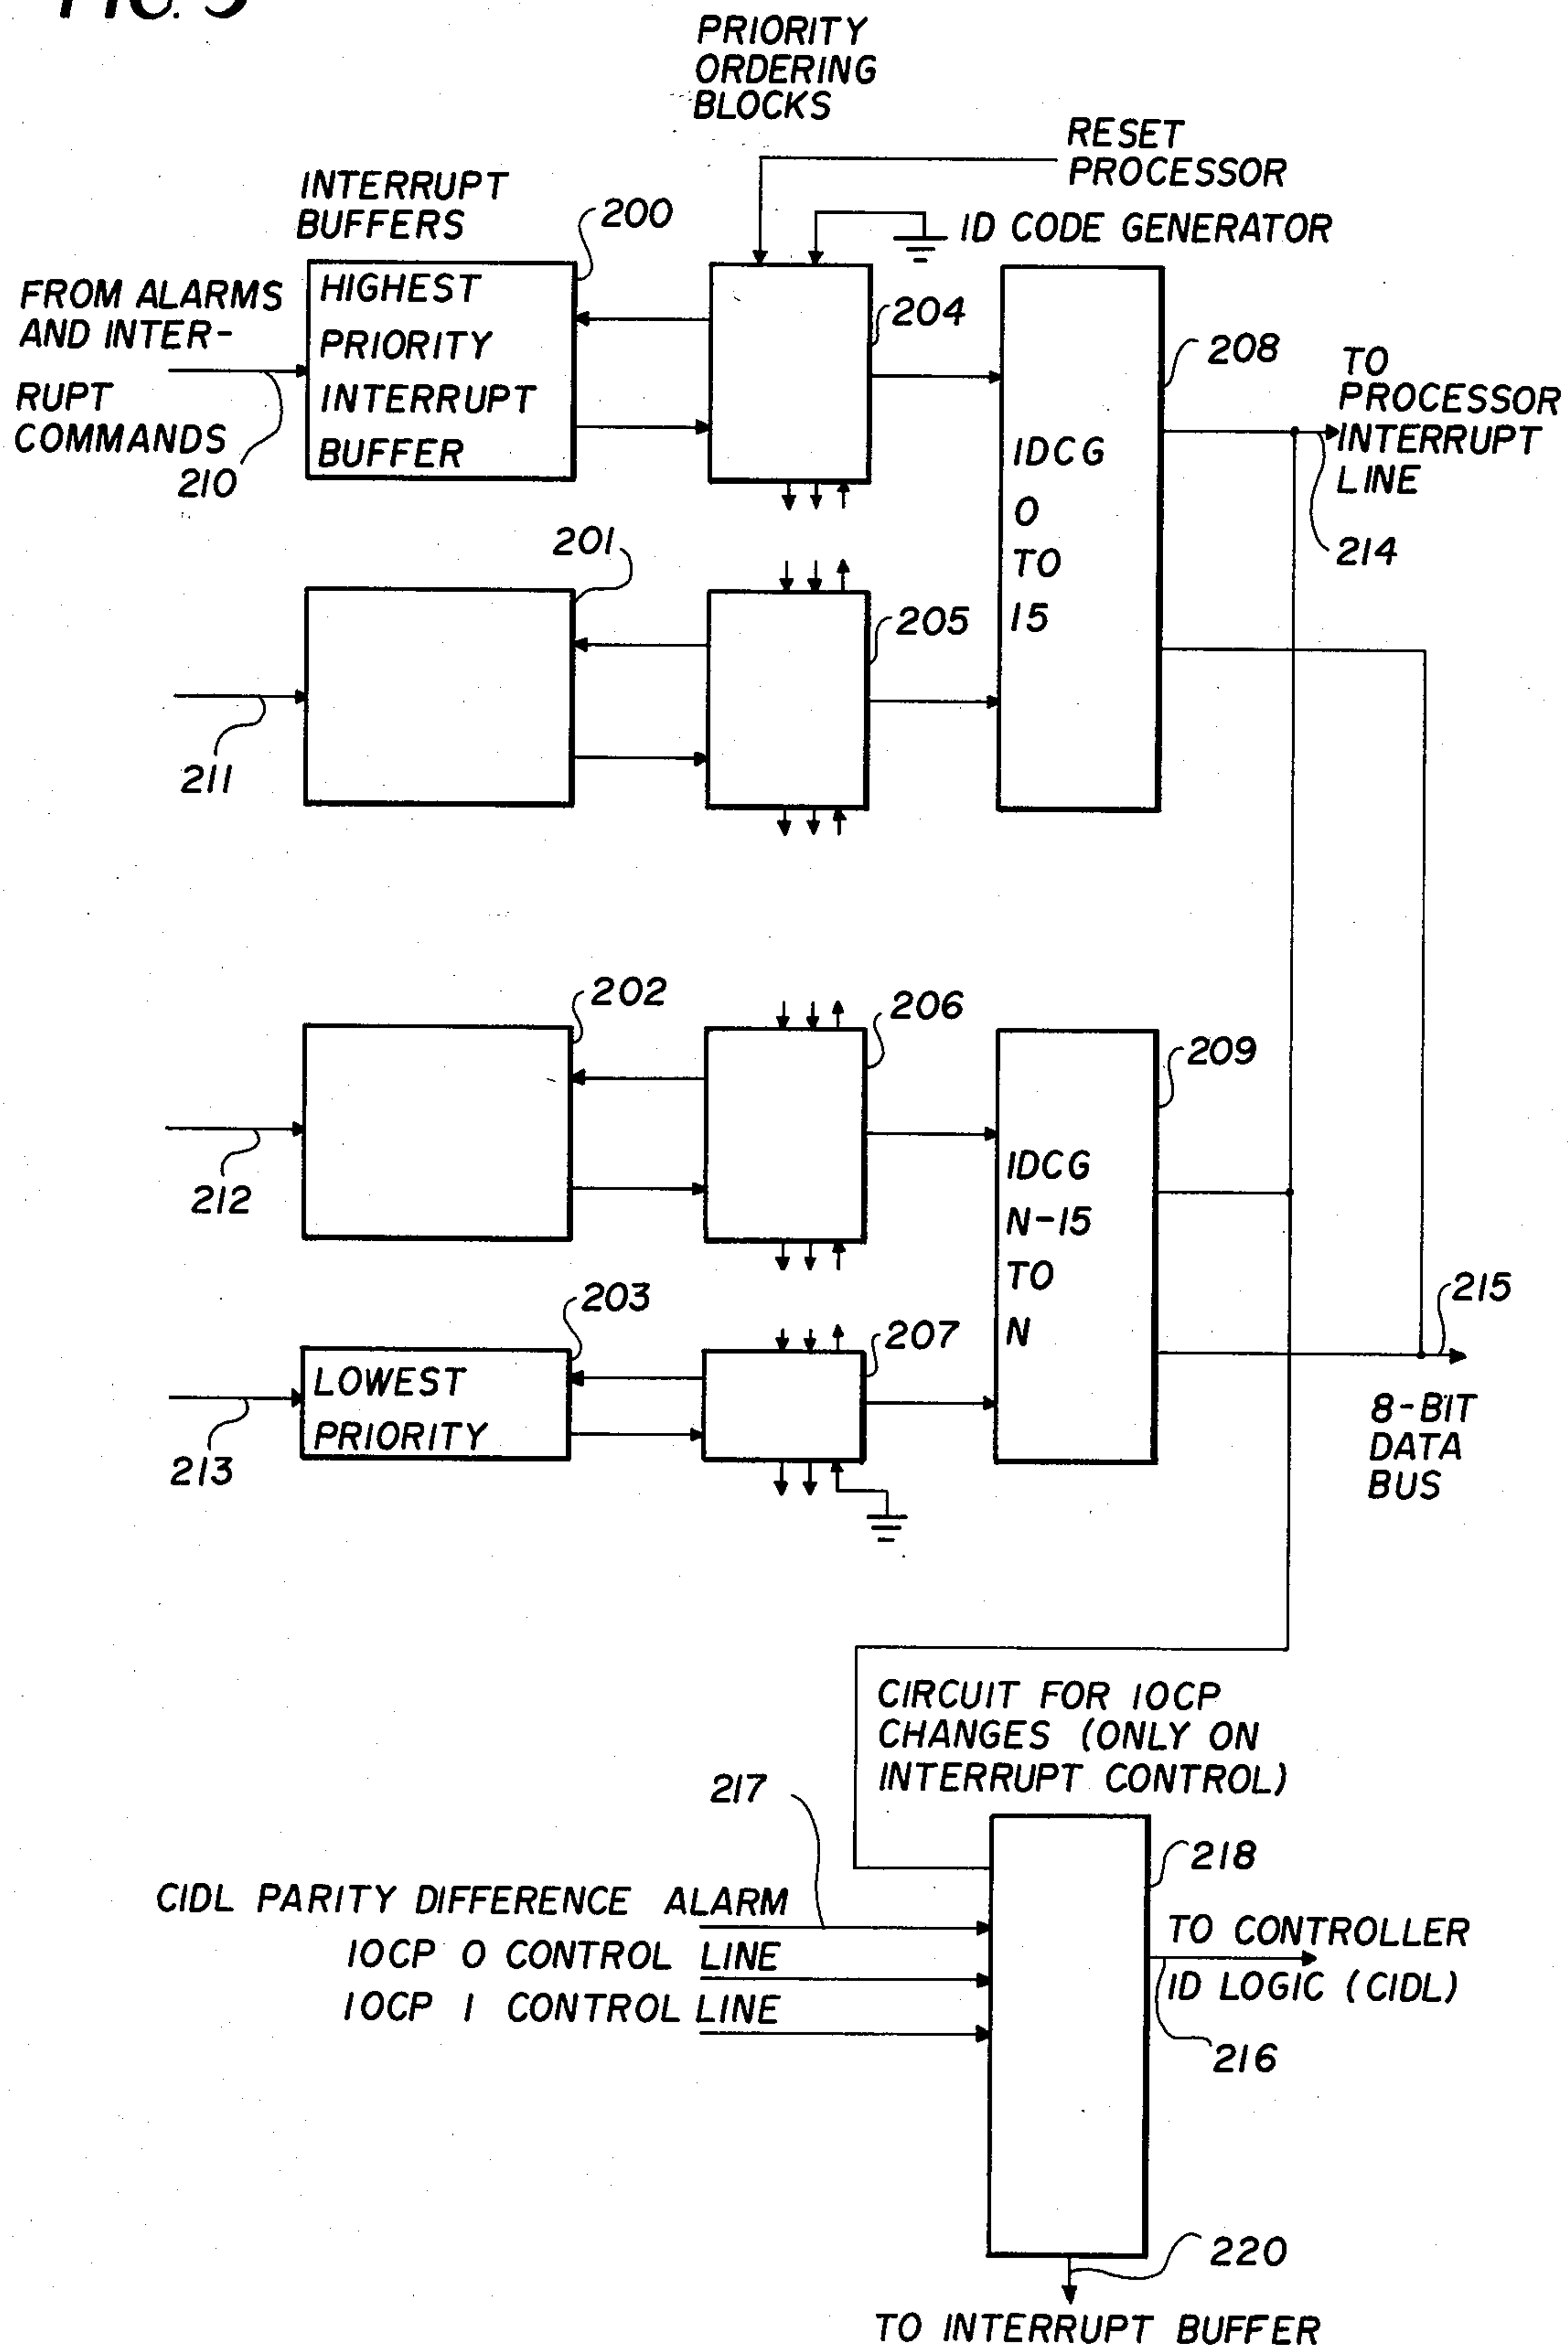 FIG. 5
PRIORITY
ORDERING
BLOCKS
RESET
PROCESSOR
INTERRUPT
BUFFERS
200
ID CODE GENERATOR
FROM ALARMS
AND INTER-
RUPT
COMMANDS
210
HIGHEST
PRIORITY
INTERRUPT
BUFFER
204
208
IDCG
0
TO
15
TO
PROCESSOR
INTERRUPT
LINE
214
201
205
211
202
206
209
212
IDCG
N-15
TO
N
203
207
215
LOWEST
PRIORITY
213
8-BIT
DATA
BUS
CIRCUIT FOR IOCP
CHANGES (ONLY ON
INTERRUPT CONTROL)
217
218
CIDL PARITY DIFFERENCE ALARM
IOCP 0 CONTROL LINE
IOCP 1 CONTROL LINE
TO CONTROLLER
ID LOGIC (CIDL)
216
220
TO INTERRUPT BUFFER